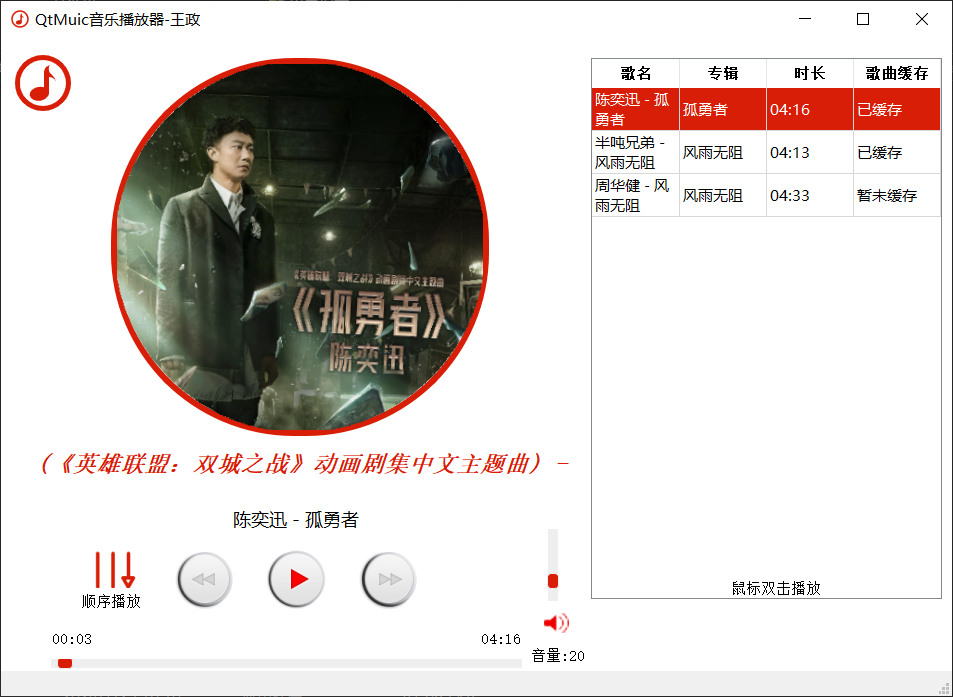 QtMuic音乐播放器-王政
《英雄联盟:双城之战》动画剧集中文主题曲
《孤勇者》
陈奕迅
(《英雄联盟：双城之战》动画剧集中文主题曲) -
陈奕迅 - 孤勇者
顺序播放
00:03 04:16
音量:20
歌名 专辑 时长 歌曲缓存
陈奕迅 - 孤
勇者 孤勇者 04:16 已缓存
半吨兄弟 -
风雨无阻 风雨无阻 04:13 已缓存
周华健 - 风
雨无阻 风雨无阻 04:33 暂未缓存
鼠标双击播放